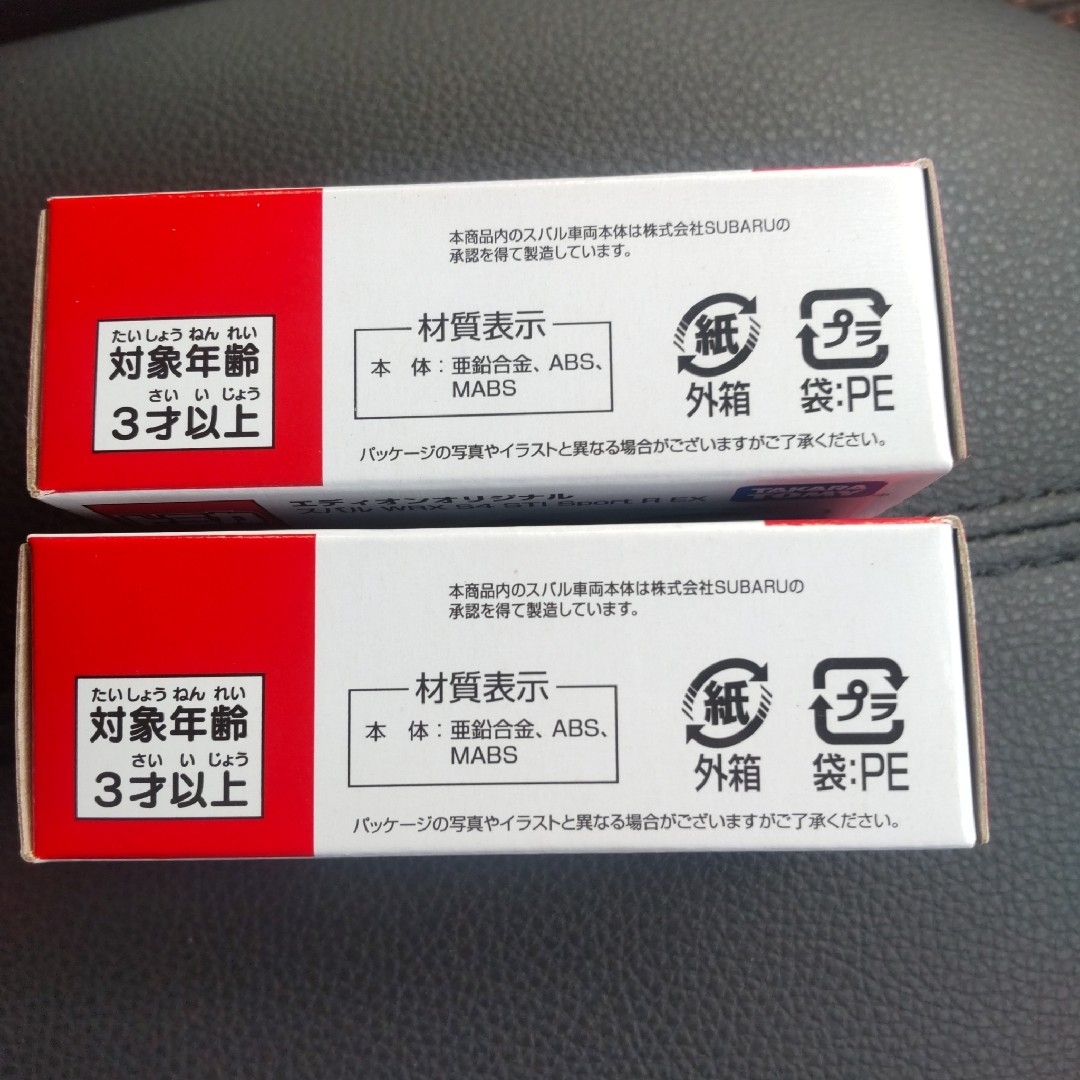 本商品内のスバル車両本体は株式会社SUBARUの
承認を得て製造しています。
たいしょう ねん れい
対象年齢
さい い じょう
3才以上
材質表示
本 体：亜鉛合金、ABS、
MABS
紙
外箱
プラ
袋:PE
パッケージの写真やイラストと異なる場合がございますがご了承ください。
エディオンオリジナル
スバル WRX S4 STI Sport R EX
TAKARA
本商品内のスバル車両本体は株式会社SUBARUの
承認を得て製造しています。
たいしょう ねん れい
対象年齢
さい い じょう
3才以上
材質表示
本 体：亜鉛合金、ABS、
MABS
紙
外箱
プラ
袋:PE
パッケージの写真やイラストと異なる場合がございますがご了承ください。